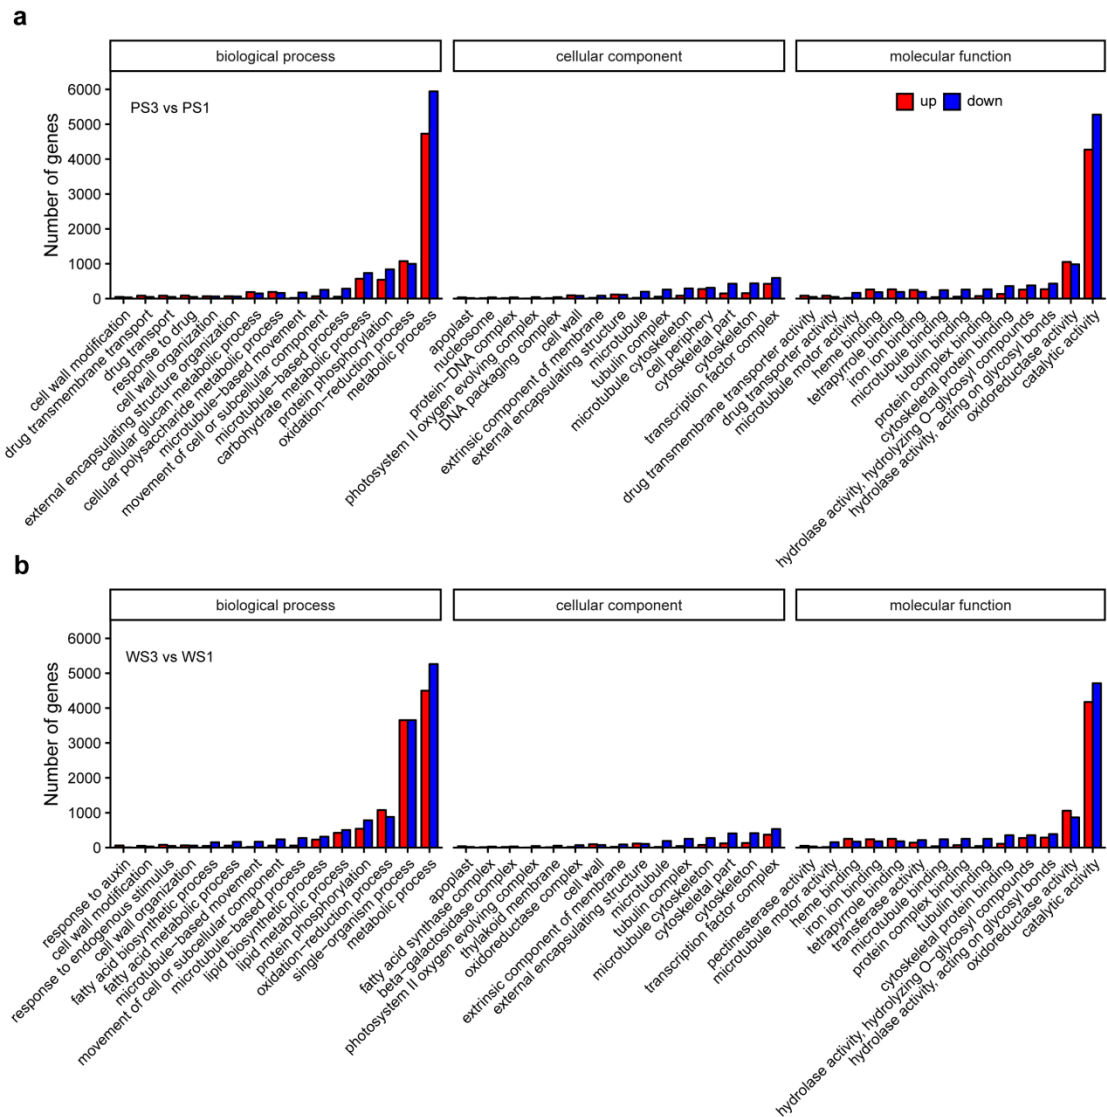 a
biological process
cellular component
molecular function
PS3 vs PS1
up
down
Number of genes
6000
5000
4000
3000
2000
1000
0
cell wall modification
drug transmembrane transport
drug transport
response to drug
cell wall organization
external encapsulating structure organization
cellular glucan metabolic process
cellular polysaccharide metabolic process
microtubule−based movement
movement of cell or subcellular component
microtubule−based process
carbohydrate metabolic process
protein phosphorylation
oxidation−reduction process
metabolic process
apoplast
nucleosome
protein−DNA complex
photosystem II oxygen evolving complex
DNA packaging complex
cell wall
extrinsic component of membrane
external encapsulating structure
microtubule
tubulin complex
microtubule cytoskeleton
cell periphery
cytoskeletal part
cytoskeleton
transcription factor complex
drug transmembrane transporter activity
drug transporter activity
microtubule motor activity
heme binding
tetrapyrrole binding
iron ion binding
microtubule binding
tubulin binding
protein complex binding
cytoskeletal protein binding
hydrolase activity, hydrolyzing O−glycosyl compounds
hydrolase activity, acting on glycosyl bonds
oxidoreductase activity
catalytic activity
b
biological process
cellular component
molecular function
WS3 vs WS1
Number of genes
6000
5000
4000
3000
2000
1000
0
response to auxin
cell wall modification
response to endogenous stimulus
cell wall organization
fatty acid biosynthetic process
fatty acid metabolic process
microtubule−based movement
movement of cell or subcellular component
microtubule−based process
lipid biosynthetic process
lipid metabolic process
protein phosphorylation
oxidation−reduction process
single−organism process
metabolic process
apoplast
fatty acid synthase complex
beta−galactosidase complex
photosystem II oxygen evolving complex
thylakoid membrane
oxidoreductase complex
cell wall
extrinsic component of membrane
external encapsulating structure
microtubule
tubulin complex
microtubule cytoskeleton
cytoskeletal part
cytoskeleton
transcription factor complex
pectinesterase activity
microtubule motor activity
heme binding
iron ion binding
tetrapyrrole binding
transferase activity
microtubule binding
protein complex binding
tubulin binding
cytoskeletal protein binding
hydrolase activity, hydrolyzing O−glycosyl compounds
hydrolase activity, acting on glycosyl bonds
oxidoreductase activity
catalytic activity